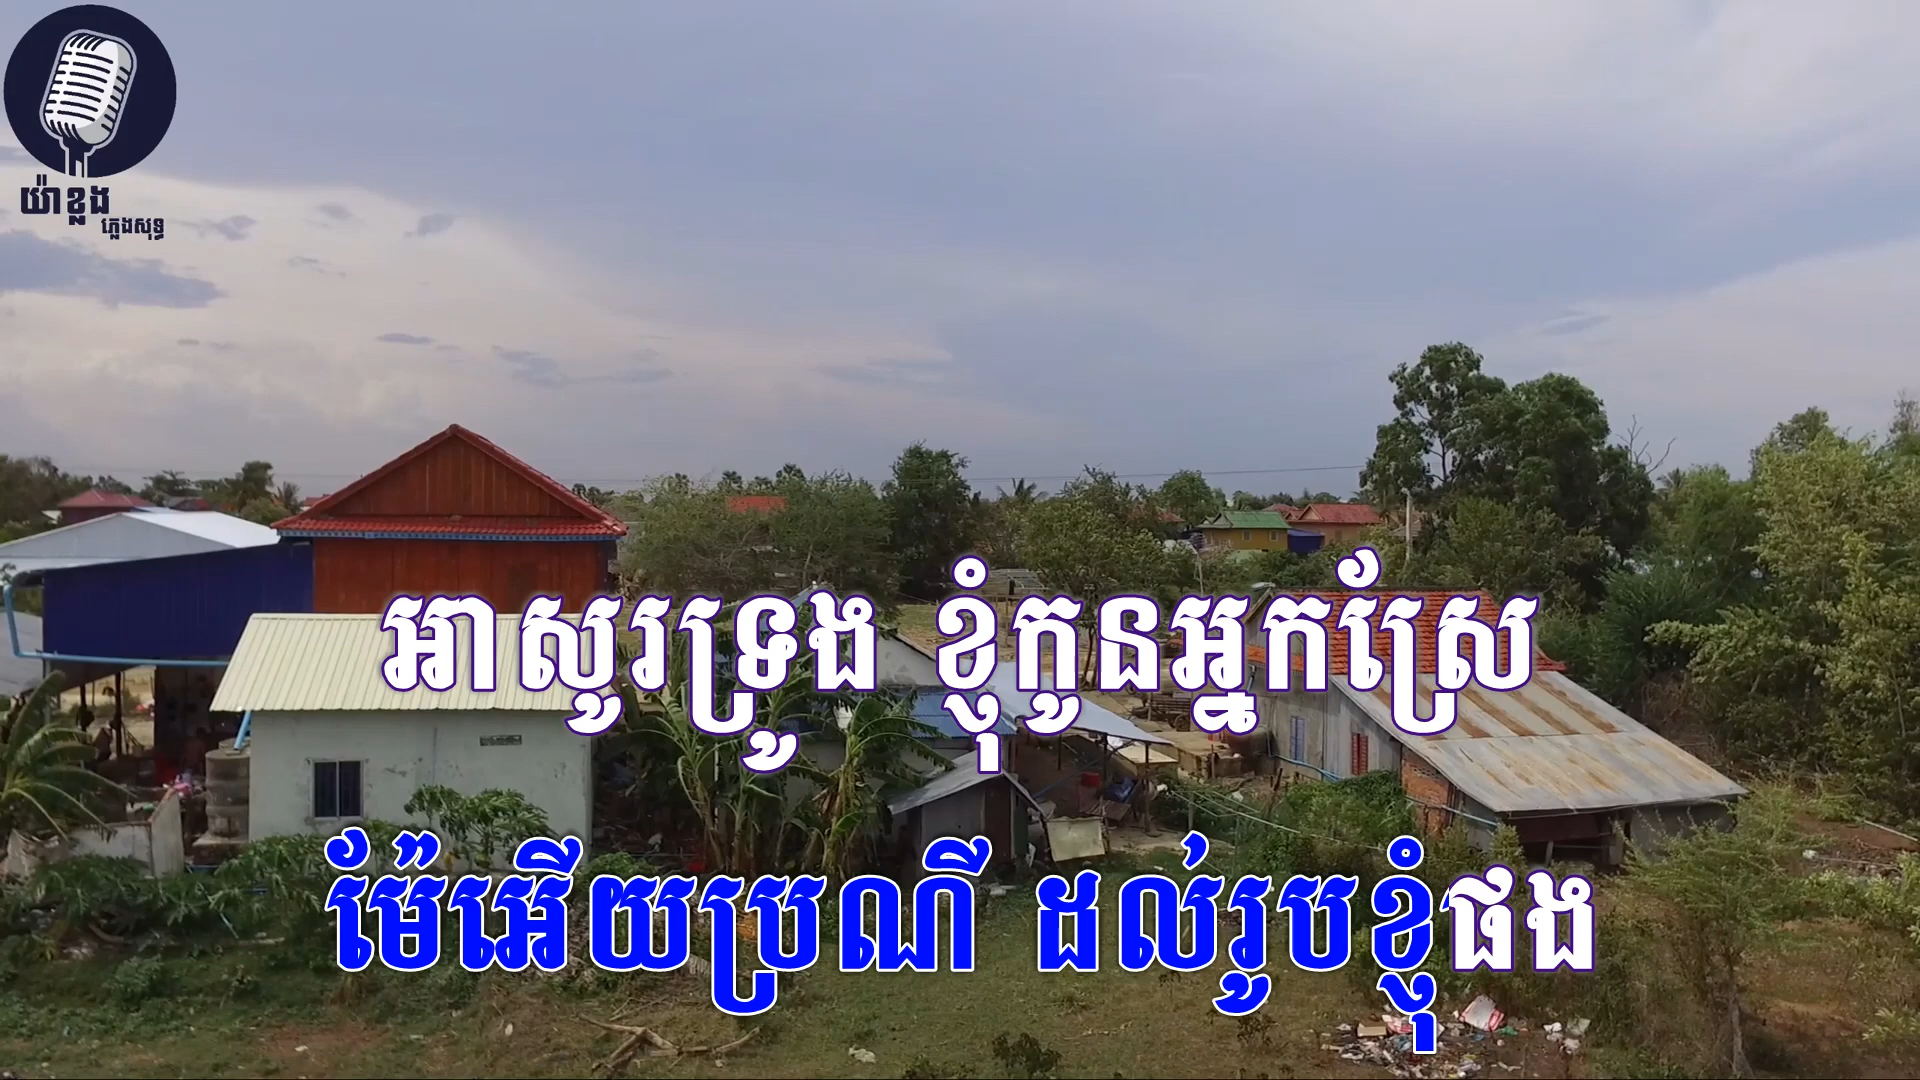 យ៉ាខ្លង
ភ្លេងសុទ្ធ
អាសូរទ្រូង ខ្ញុំកូនអ្នកស្រែ
ម៉ែអើយប្រណី ដល់រូបខ្ញុំផង